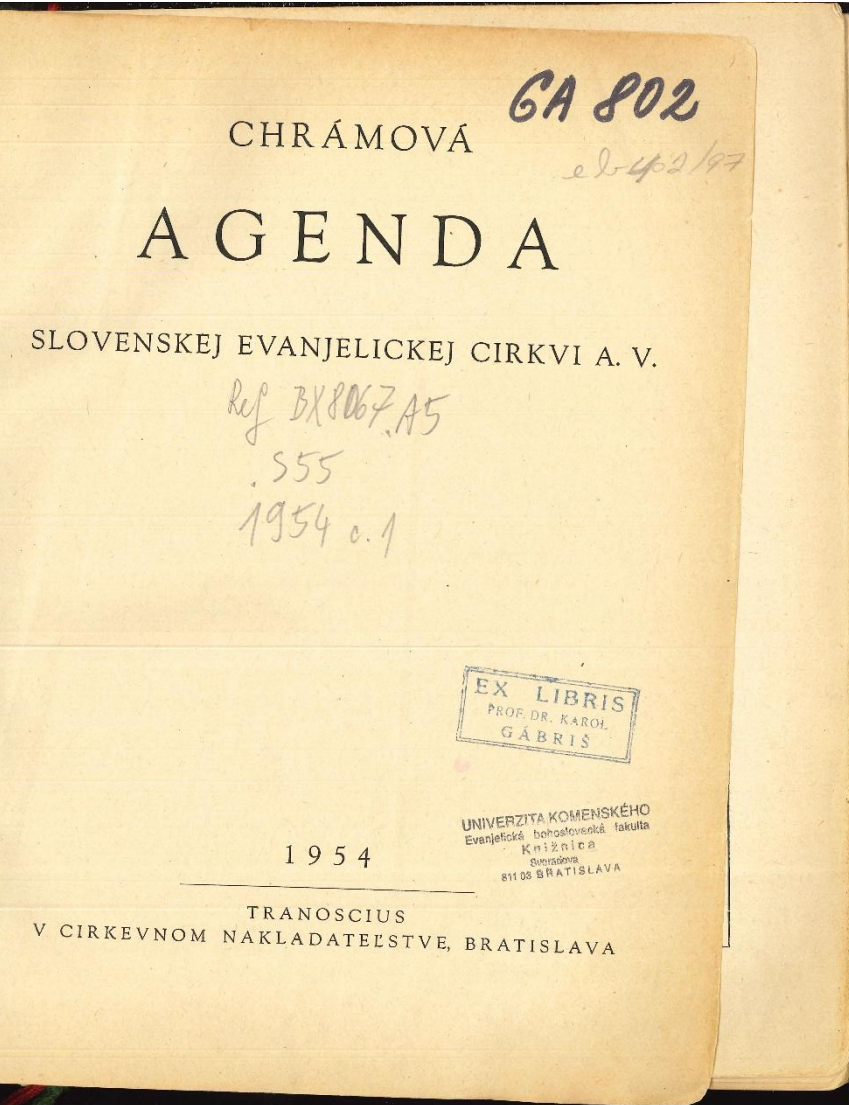 GA 802
CHRÁMOVÁ
AGENDA
SLOVENSKEJ EVANJELICKEJ CIRKVI A. V.
Ref BX8067.A5
.S55
1954 c.1
EX LIBRIS
PROF. DR. KAROL
GÁBRIŠ
UNIVERZITA KOMENSKÉHO
Evanjelická bohoslovecká fakulta
Knižnica
Svoradova
811 03 BRATISLAVA
1954
TRANOSCIUS
V CIRKEVNOM NAKLADATEĽSTVE, BRATISLAVA